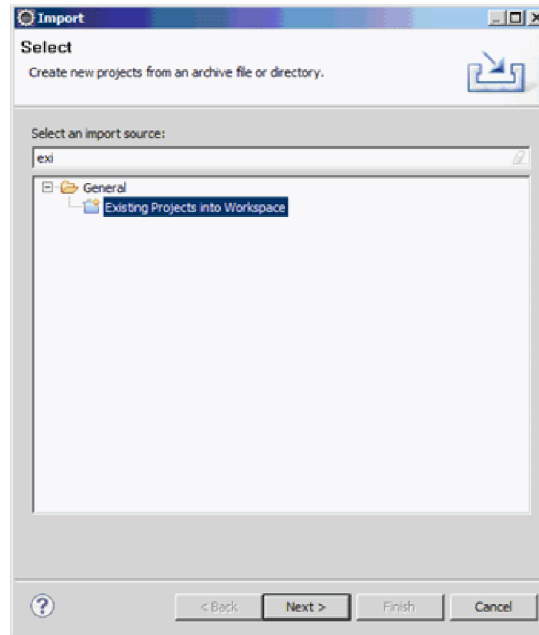 Import
Select
Create new projects from an archive file or directory.
Select an import source:
exi
General
Existing Projects into Workspace
?
< Back Next > Finish Cancel